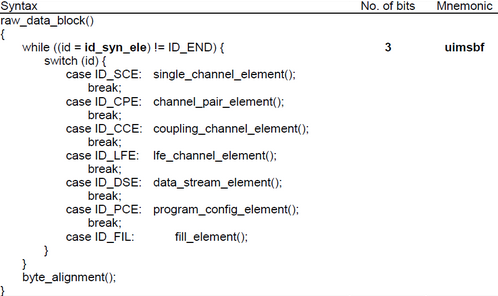 Syntax No. of bits Mnemonic
raw_data_block()
{
while ((id = id_syn_ele) != ID_END) { 3 uimsbf
switch (id) {
case ID_SCE: single_channel_element();
break;
case ID_CPE: channel_pair_element();
break;
case ID_CCE: coupling_channel_element();
break;
case ID_LFE: lfe_channel_element();
break;
case ID_DSE: data_stream_element();
break;
case ID_PCE: program_config_element();
break;
case ID_FIL: fill_element();
}
}
byte_alignment();
}